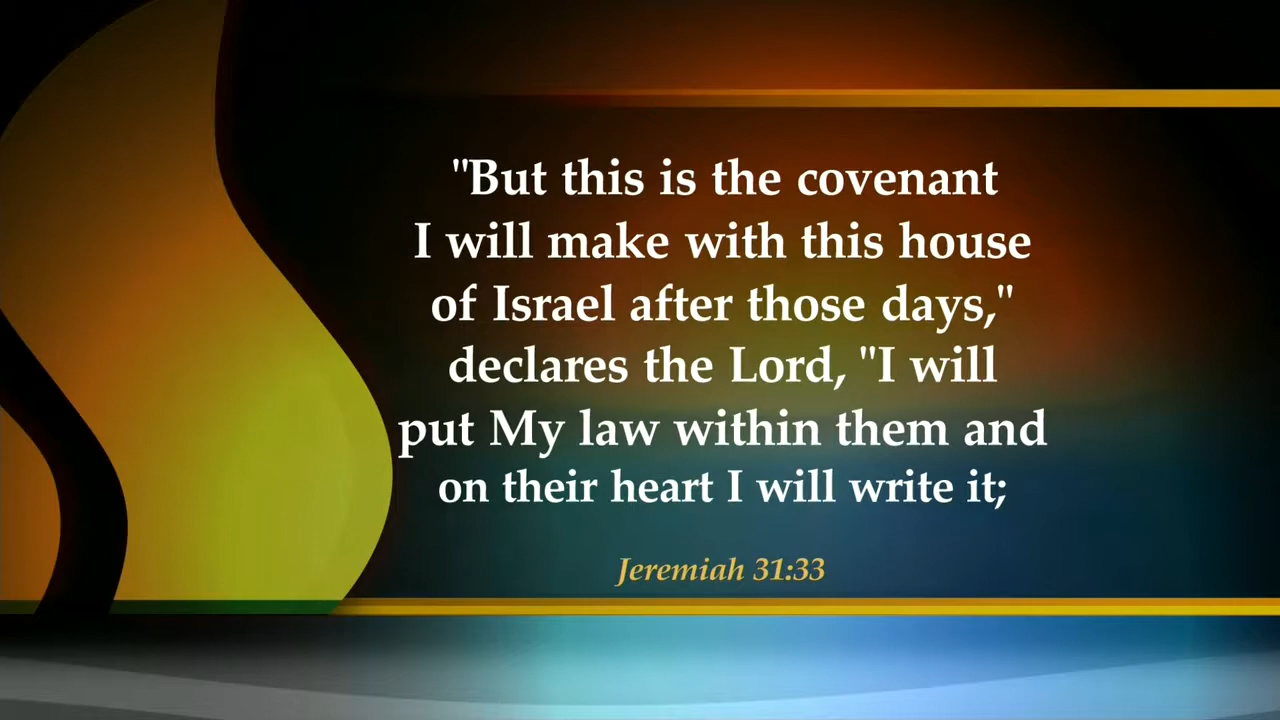 "But this is the covenant
I will make with this house
of Israel after those days,"
declares the Lord, "I will
put My law within them and
on their heart I will write it;
Jeremiah 31:33